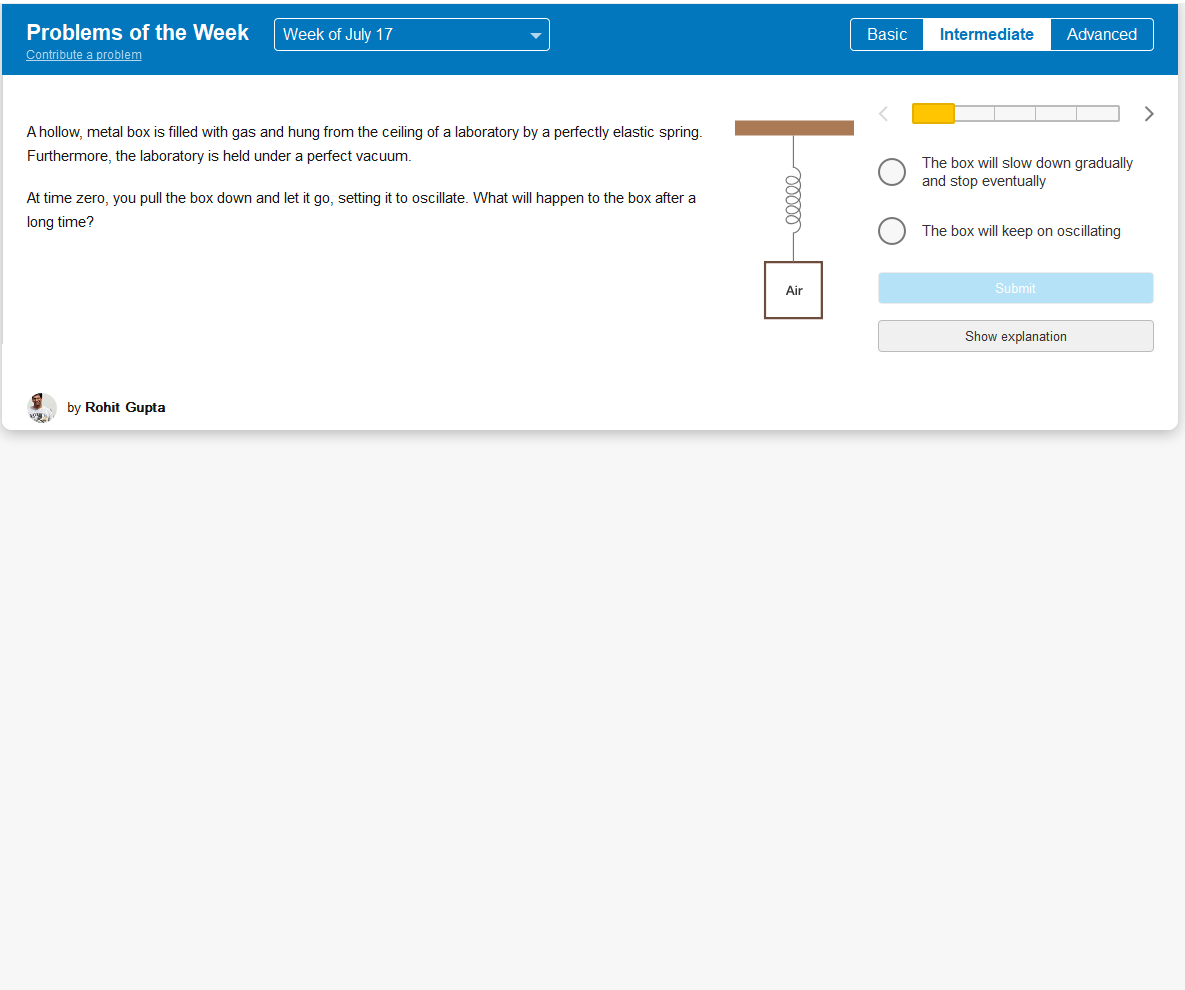 Problems of the Week
Contribute a problem
Week of July 17
Basic
Intermediate
Advanced
A hollow, metal box is filled with gas and hung from the ceiling of a laboratory by a perfectly elastic spring.
Furthermore, the laboratory is held under a perfect vacuum.
At time zero, you pull the box down and let it go, setting it to oscillate. What will happen to the box after a
long time?
Air
The box will slow down gradually
and stop eventually
The box will keep on oscillating
Submit
Show explanation
by Rohit Gupta